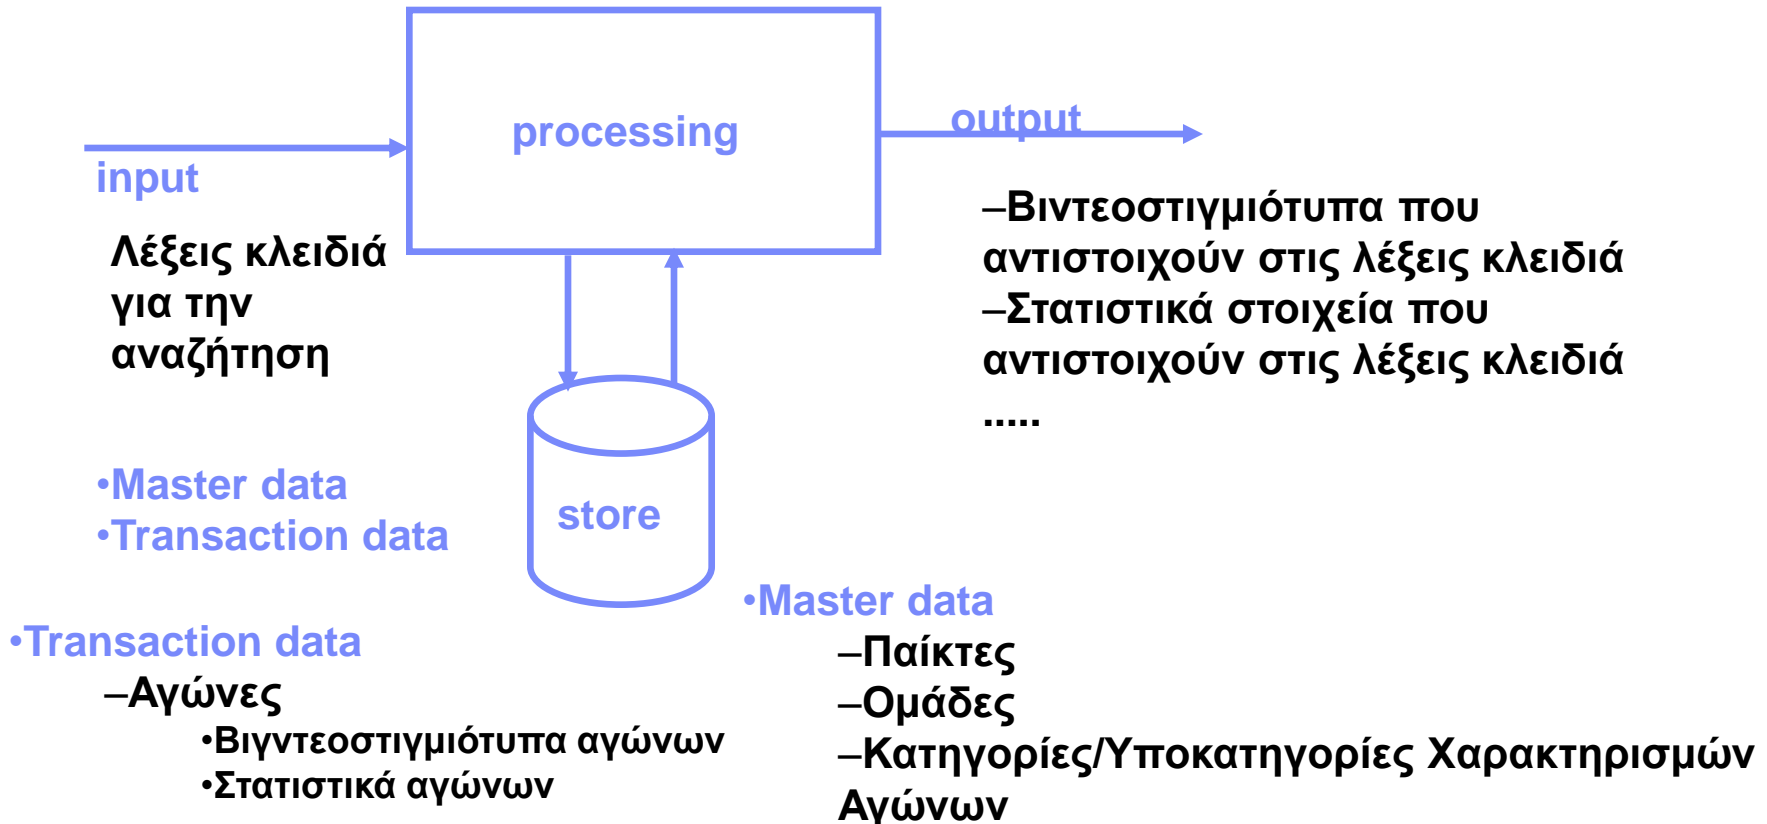 processing
output
input
Λέξεις κλειδιά
για την
αναζήτηση
–Βιντεοστιγμιότυπα που
αντιστοιχούν στις λέξεις κλειδιά
–Στατιστικά στοιχεία που
αντιστοιχούν στις λέξεις κλειδιά
.....
•Master data
•Transaction data
store
•Transaction data
–Αγώνες
•Βιγντεοστιγμιότυπα αγώνων
•Στατιστικά αγώνων
•Master data
–Παίκτες
–Ομάδες
–Κατηγορίες/Υποκατηγορίες Χαρακτηρισμών
Αγώνων